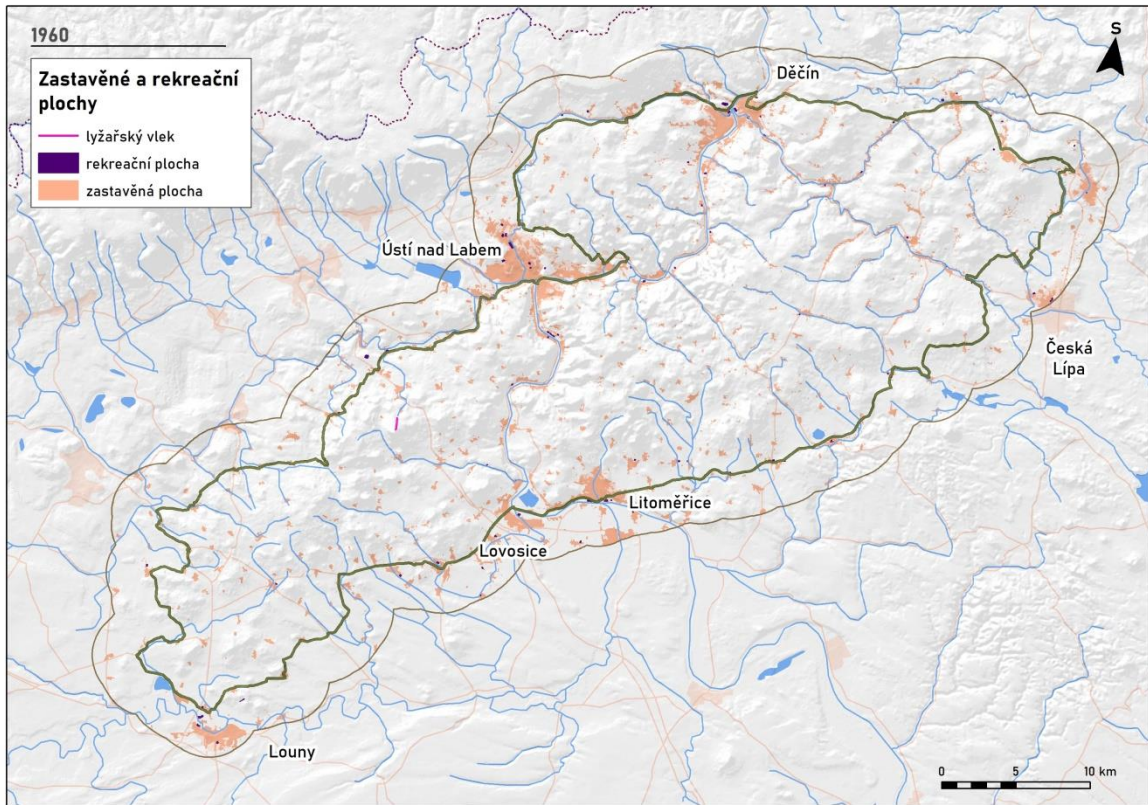 1960
Zastavěné a rekreační
plochy
lyžařský vlek
rekreační plocha
zastavěná plocha
S
Děčín
Ústí nad Labem
Česká
Lípa
Litoměřice
Lovosice
Louny
0 5 10 km